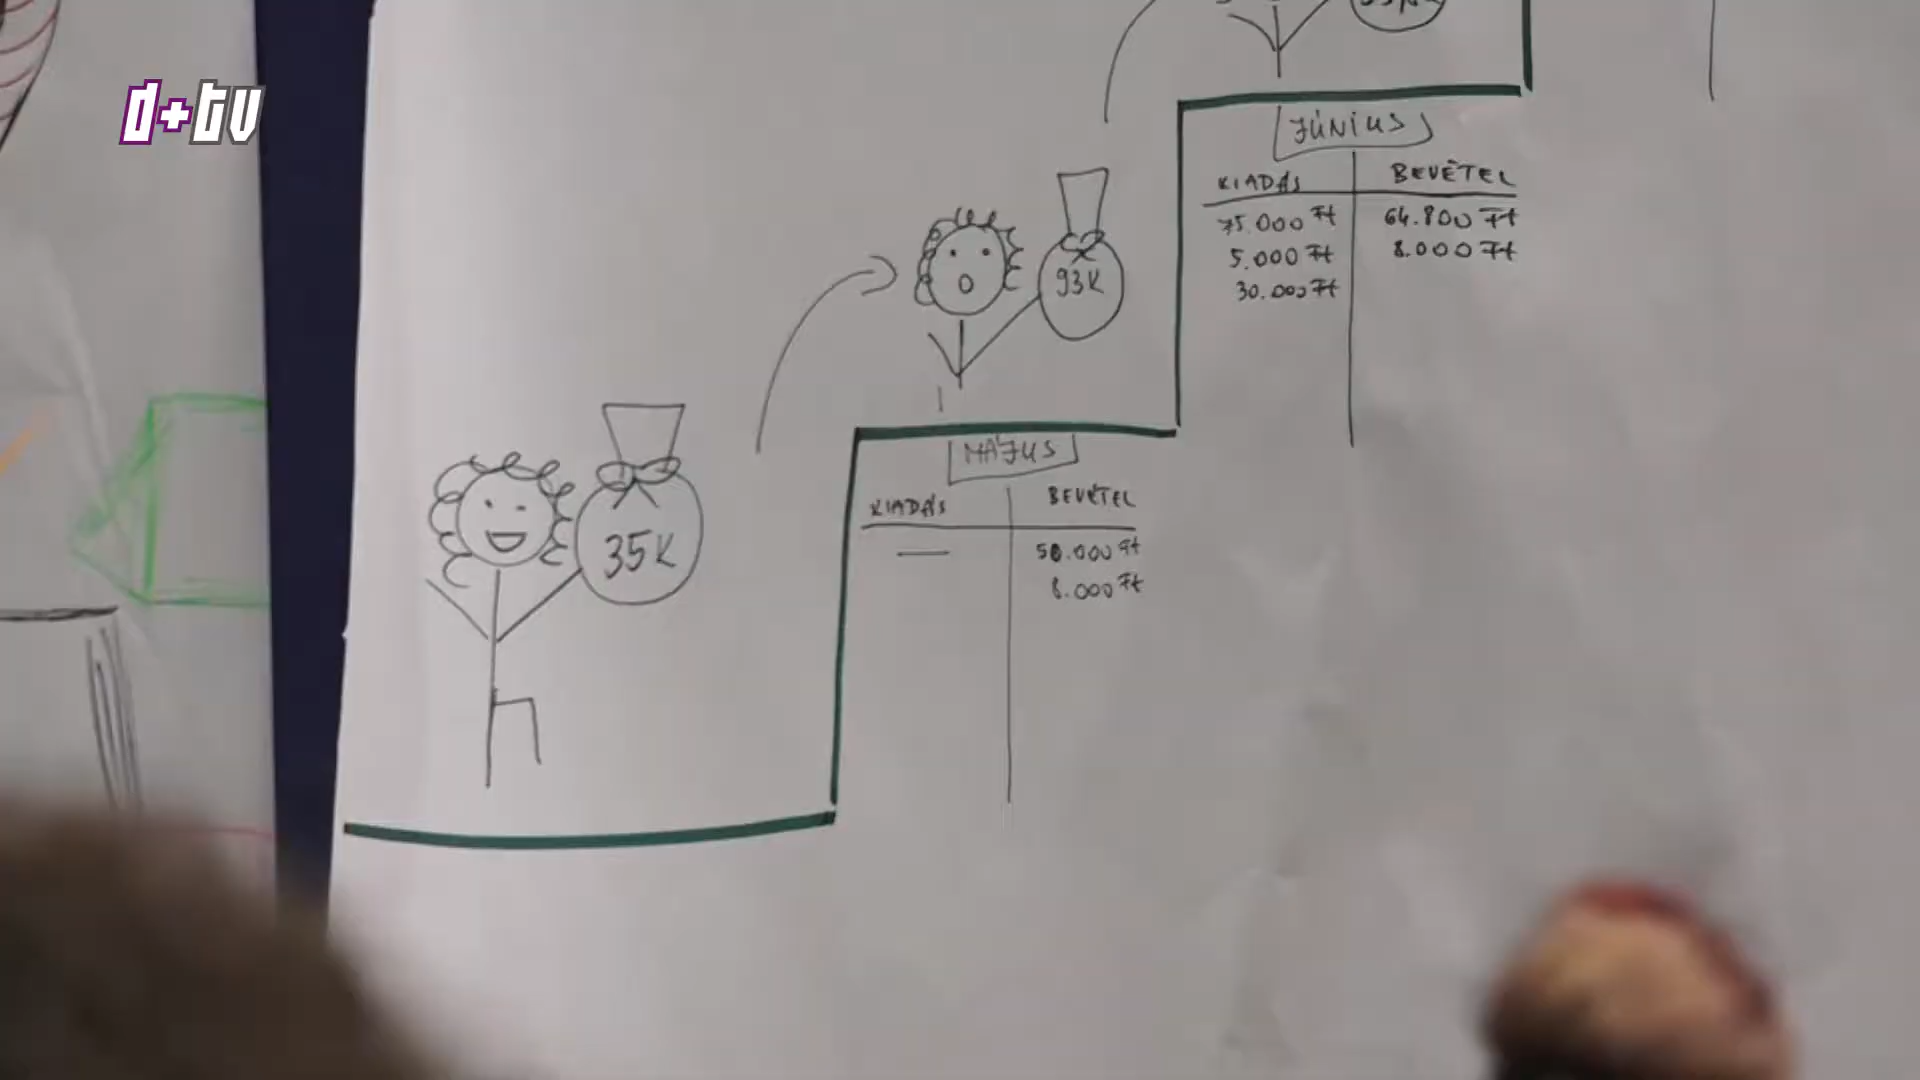 d+tv
JÚNIUS
KIADÁS BEVÉTEL
75.000 Ft 64.800 Ft
5.000 Ft 8.000 Ft
30.000 Ft
93K
MÁJUS
KIADÁS BEVÉTEL
— 50.000 Ft
8.000 Ft
35K